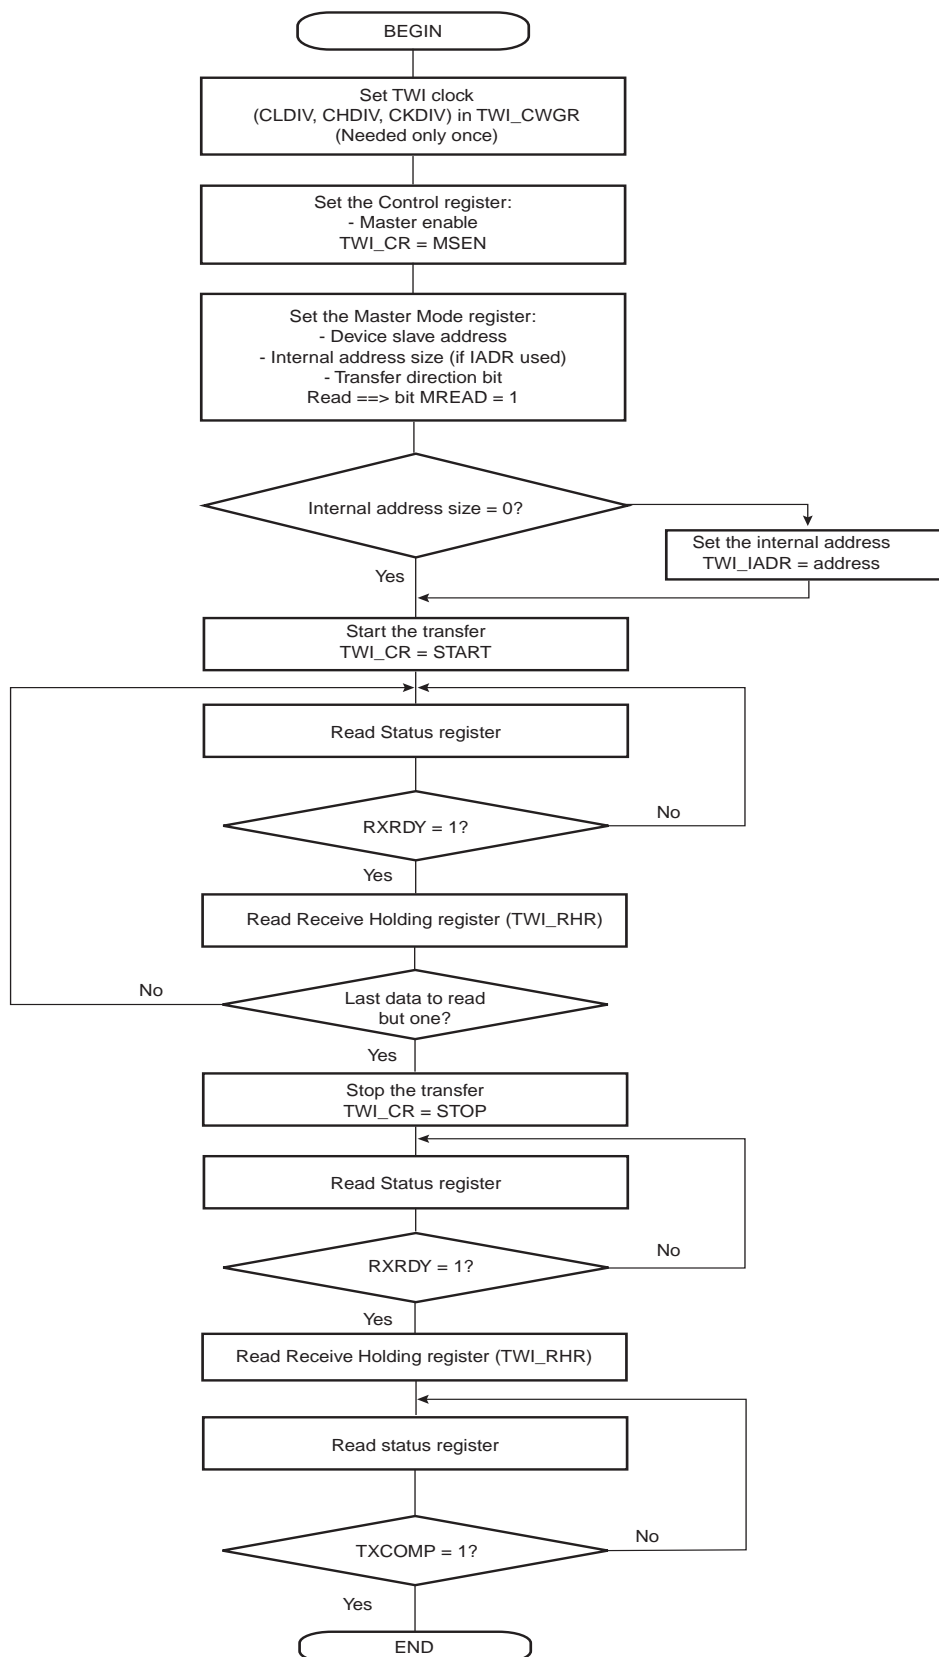 BEGIN
Set TWI clock
(CLDIV, CHDIV, CKDIV) in TWI_CWGR
(Needed only once)
Set the Control register:
- Master enable
TWI_CR = MSEN
Set the Master Mode register:
- Device slave address
- Internal address size (if IADR used)
- Transfer direction bit
Read ==> bit MREAD = 1
Internal address size = 0?
Set the internal address
TWI_IADR = address
Yes
Start the transfer
TWI_CR = START
Read Status register
RXRDY = 1?
No
Yes
Read Receive Holding register (TWI_RHR)
No
Last data to read
but one?
Yes
Stop the transfer
TWI_CR = STOP
Read Status register
No
RXRDY = 1?
Yes
Read Receive Holding register (TWI_RHR)
Read status register
No
TXCOMP = 1?
Yes
END